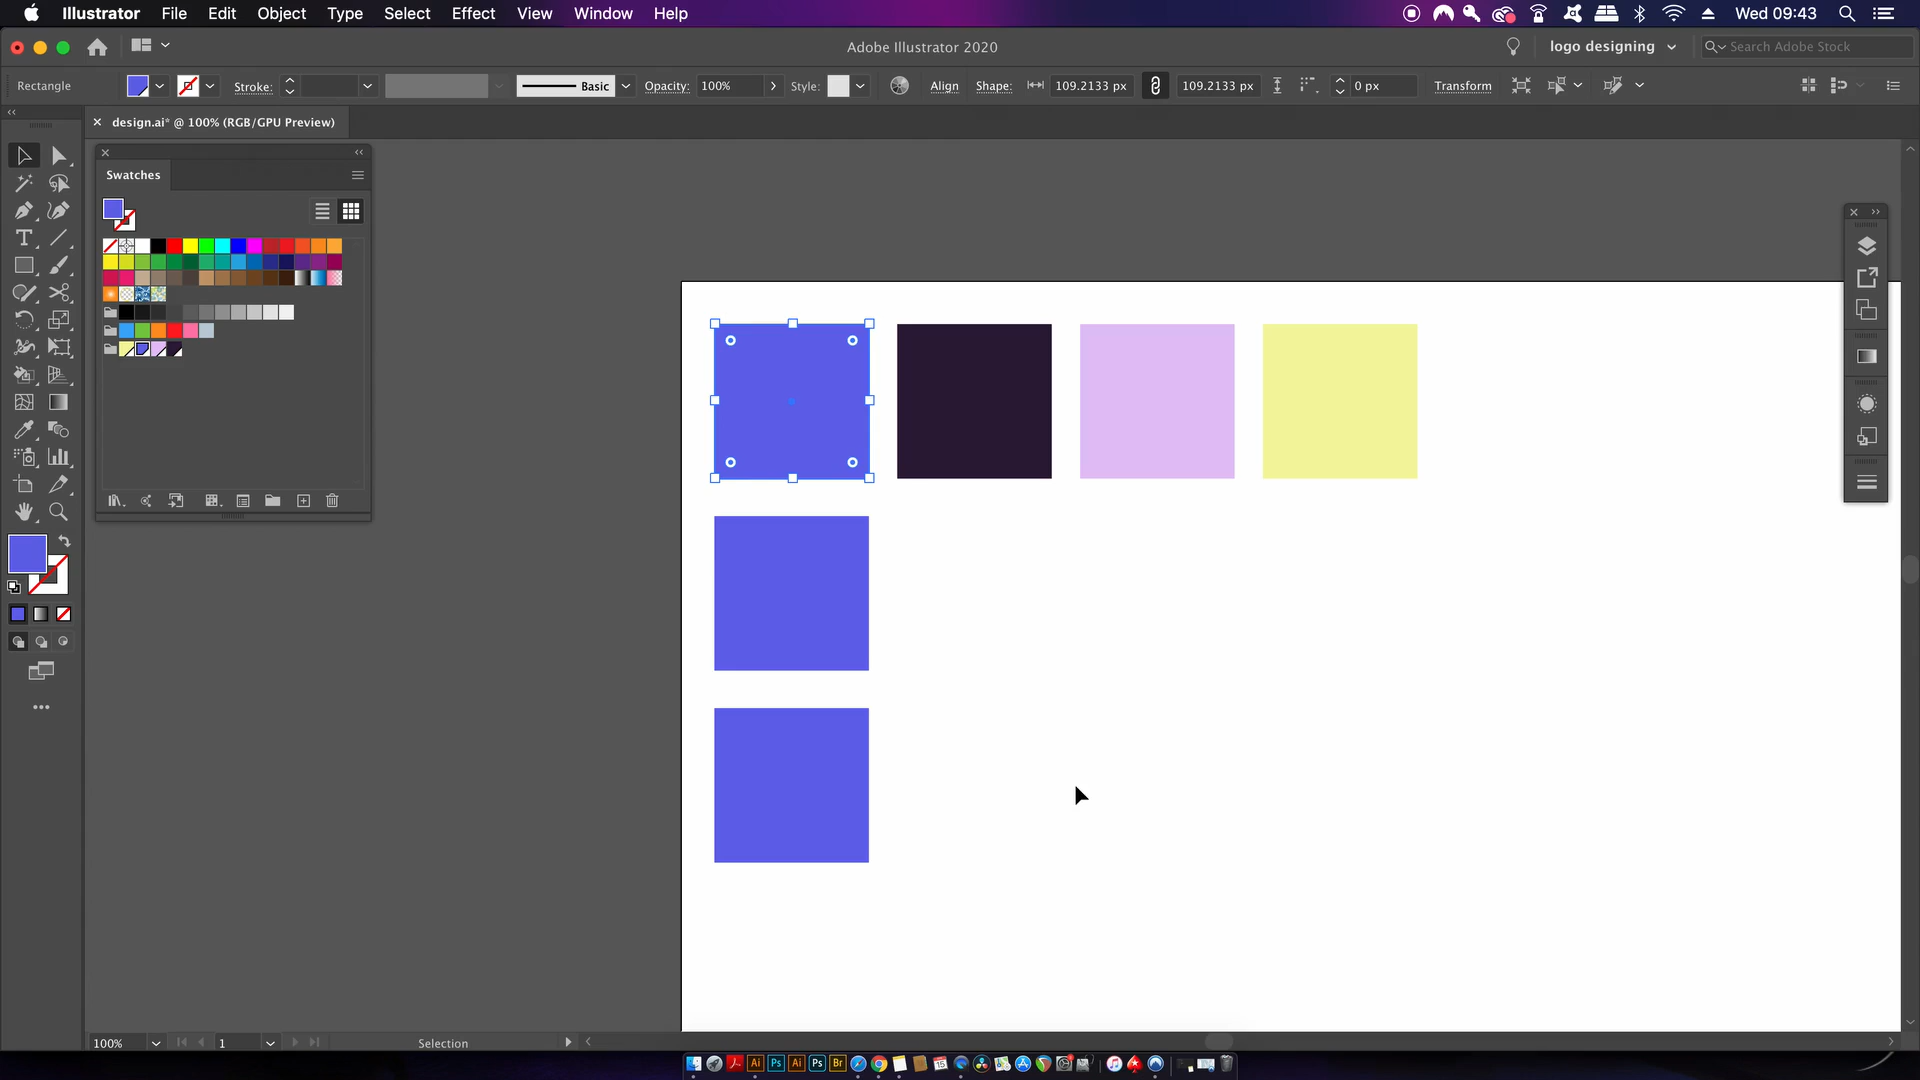 Illustrator File Edit Object Type Select Effect View Window Help Wed 09:43
Adobe Illustrator 2020 logo designing Search Adobe Stock
Rectangle Stroke: Basic Opacity: 100% Style: Align Shape: 109.2133 px 109.2133 px 0 px Transform
design.ai* @ 100% (RGB/GPU Preview)
Swatches
100% 1 Selection